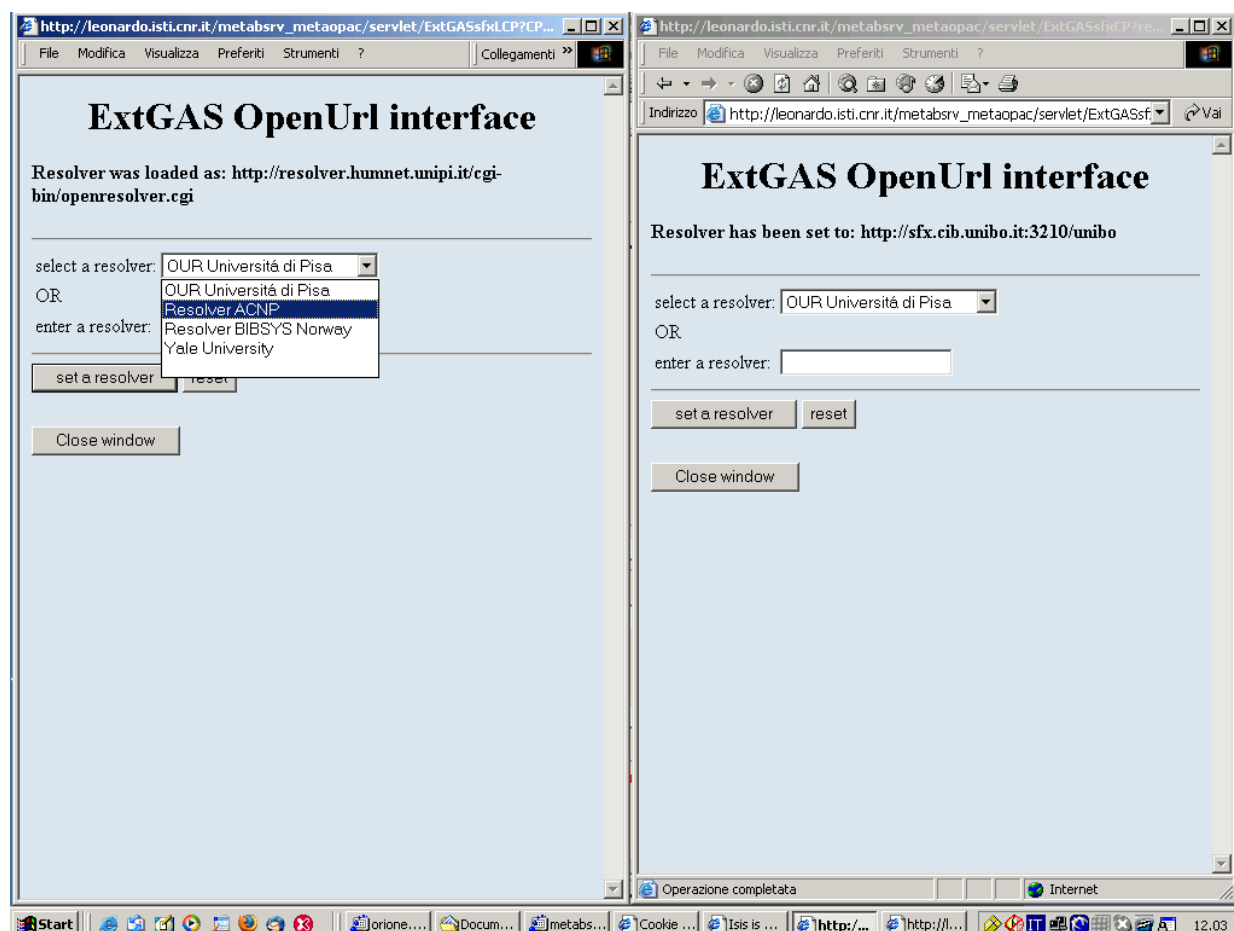 http://leonardo.isti.cnr.it/metabsrv_metaopac/servlet/ExtGASsfxLCP?CP...
File Modifica Visualizza Preferiti Strumenti ? Collegamenti »
ExtGAS OpenUrl interface
Resolver was loaded as: http://resolver.humnet.unipi.it/cgi-
bin/openresolver.cgi
select a resolver: OUR Universitá di Pisa
OUR Universitá di Pisa
OR
Resolver ACNP
enter a resolver: Resolver BIBSYS Norway
Yale University
set a resolver reset
Close window
http://leonardo.isti.cnr.it/metabsrv_metaopac/servlet/ExtGASsfxCP?re...
File Modifica Visualizza Preferiti Strumenti ?
Indirizzo http://leonardo.isti.cnr.it/metabsrv_metaopac/servlet/ExtGASsf Vai
ExtGAS OpenUrl interface
Resolver has been set to: http://sfx.cib.unibo.it:3210/unibo
select a resolver: OUR Universitá di Pisa
OR
enter a resolver:
set a resolver reset
Close window
Operazione completata Internet
Start Jorione.... Docum... Jmetabs... Cookie ... Isis is ... http:/... http://l... IT 12.03